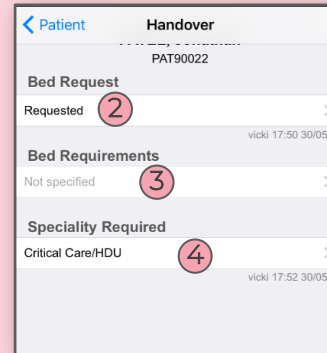 Patient
Handover
PAT90022
Bed Request
Requested
2
vicki 17:50 30/05
Bed Requirements
Not specified
3
Speciality Required
Critical Care/HDU
4
vicki 17:52 30/05